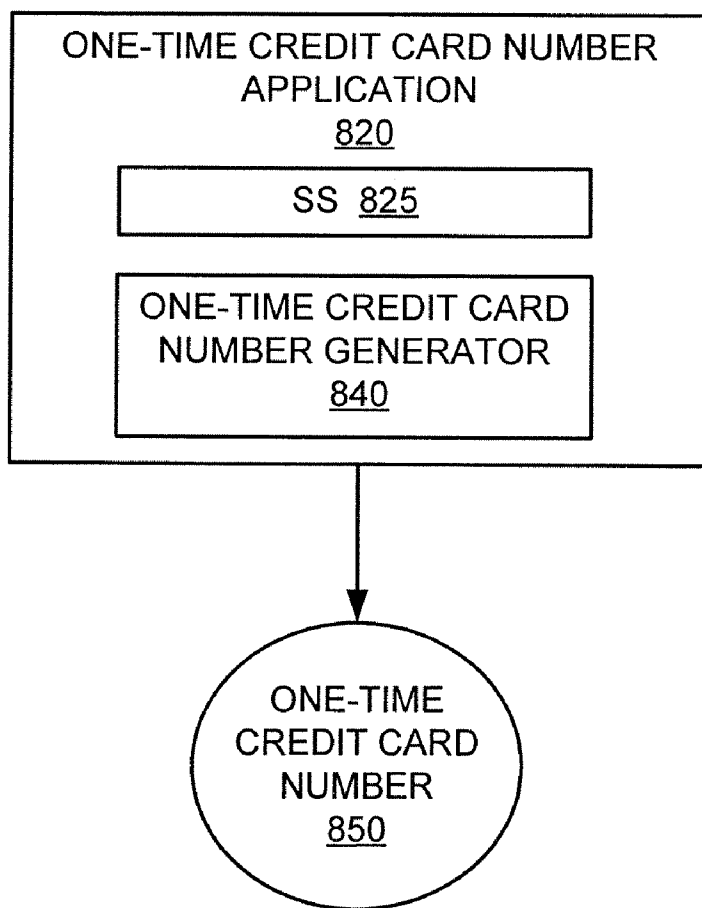 ONE-TIME CREDIT CARD NUMBER
APPLICATION
820
SS 825
ONE-TIME CREDIT CARD
NUMBER GENERATOR
840
ONE-TIME
CREDIT CARD
NUMBER
850